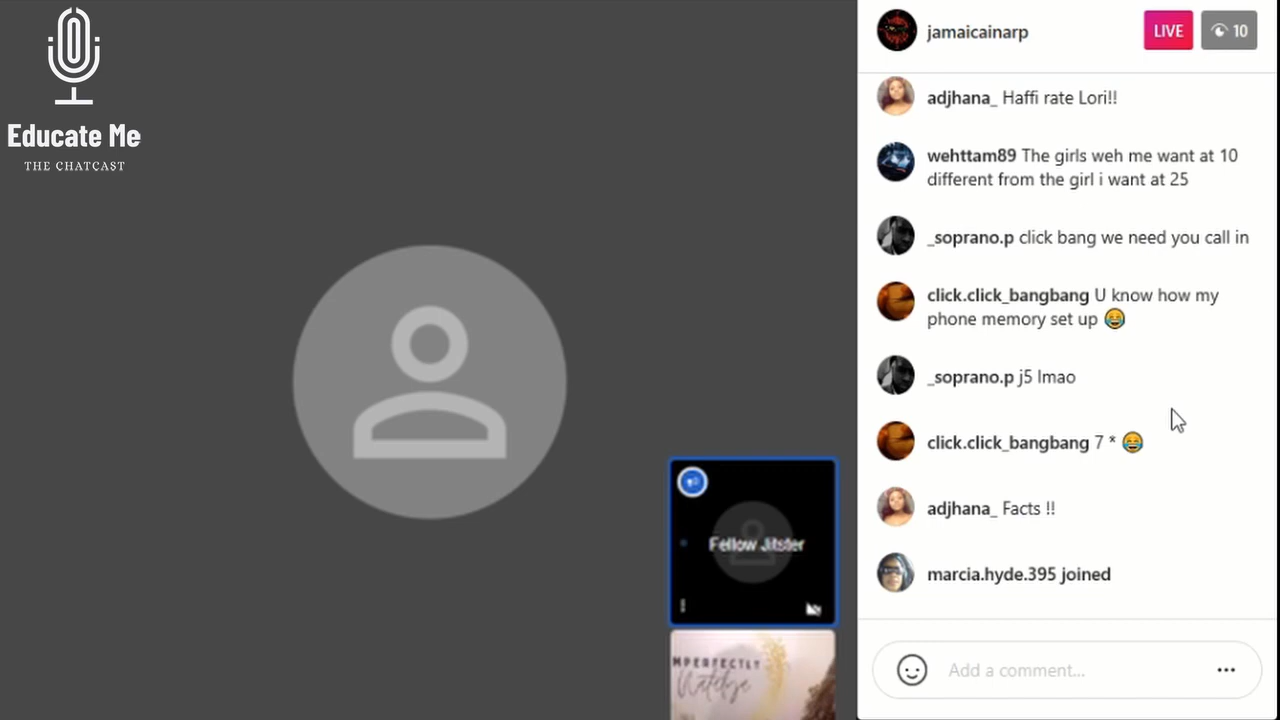 Educate Me
THE CHATCAST
Fellow Jitster
MPERFECTLY
Natelye
jamaicainarp
LIVE
10
adjhana_ Haffi rate Lori!!
wehttam89 The girls weh me want at 10
different from the girl i want at 25
_soprano.p click bang we need you call in
click.click_bangbang U know how my
phone memory set up 😂
_soprano.p j5 lmao
click.click_bangbang 7 * 😂
adjhana_ Facts !!
marcia.hyde.395 joined
Add a comment...